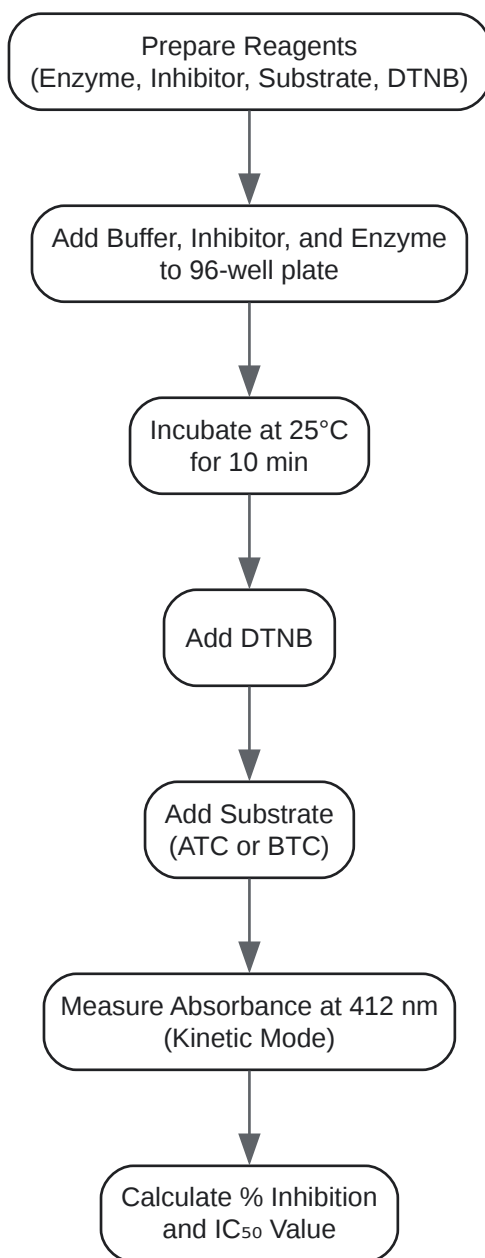 Prepare Reagents
(Enzyme, Inhibitor, Substrate, DTNB)
Add Buffer, Inhibitor, and Enzyme
to 96-well plate
Incubate at 25°C
for 10 min
Add DTNB
Add Substrate
(ATC or BTC)
Measure Absorbance at 412 nm
(Kinetic Mode)
Calculate % Inhibition
and IC₅₀ Value